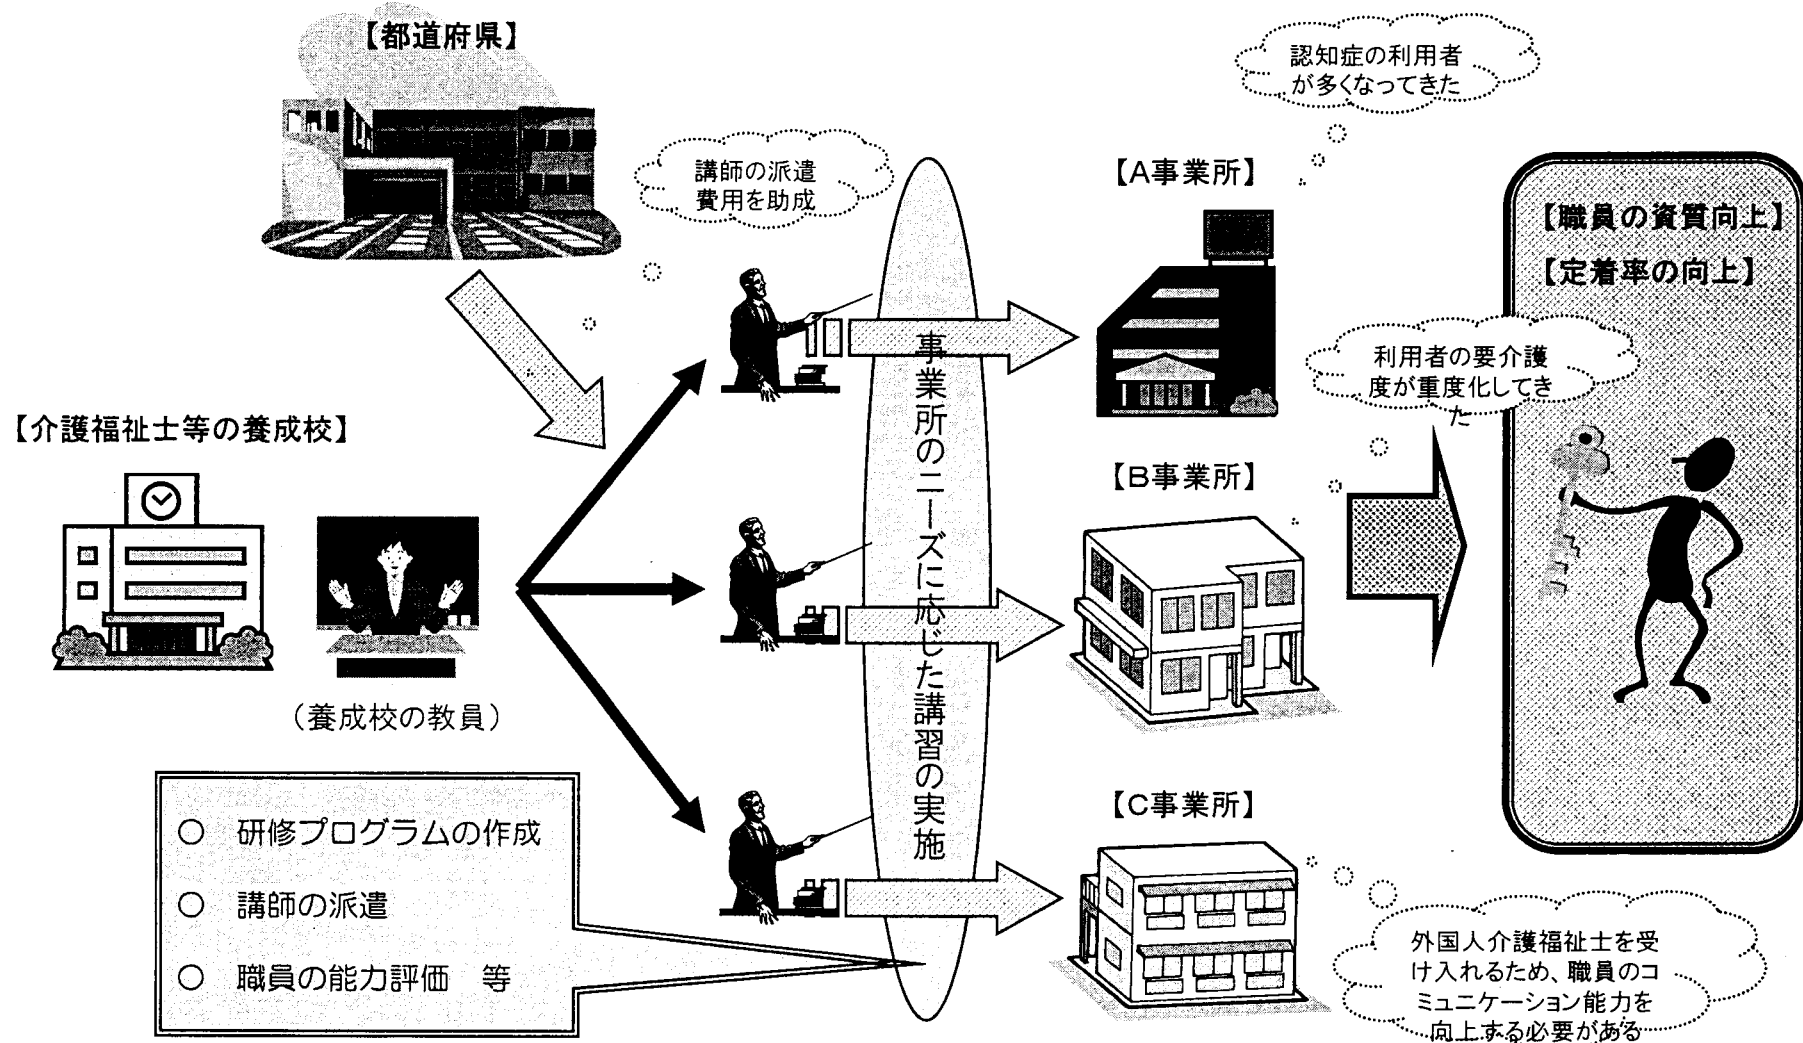 【都道府県】
講師の派遣
費用を助成
認知症の利用者
が多くなってきた
【A事業所】
【職員の資質向上】
【定着率の向上】
利用者の要介護
度が重度化してき
た
【介護福祉士等の養成校】
(養成校の教員)
事業所のニーズに応じた講習の実施
【B事業所】
【C事業所】
○ 研修プログラムの作成
○ 講師の派遣
○ 職員の能力評価 等
外国人介護福祉士を受
け入れるため、職員のコ
ミュニケーション能力を
向上する必要がある